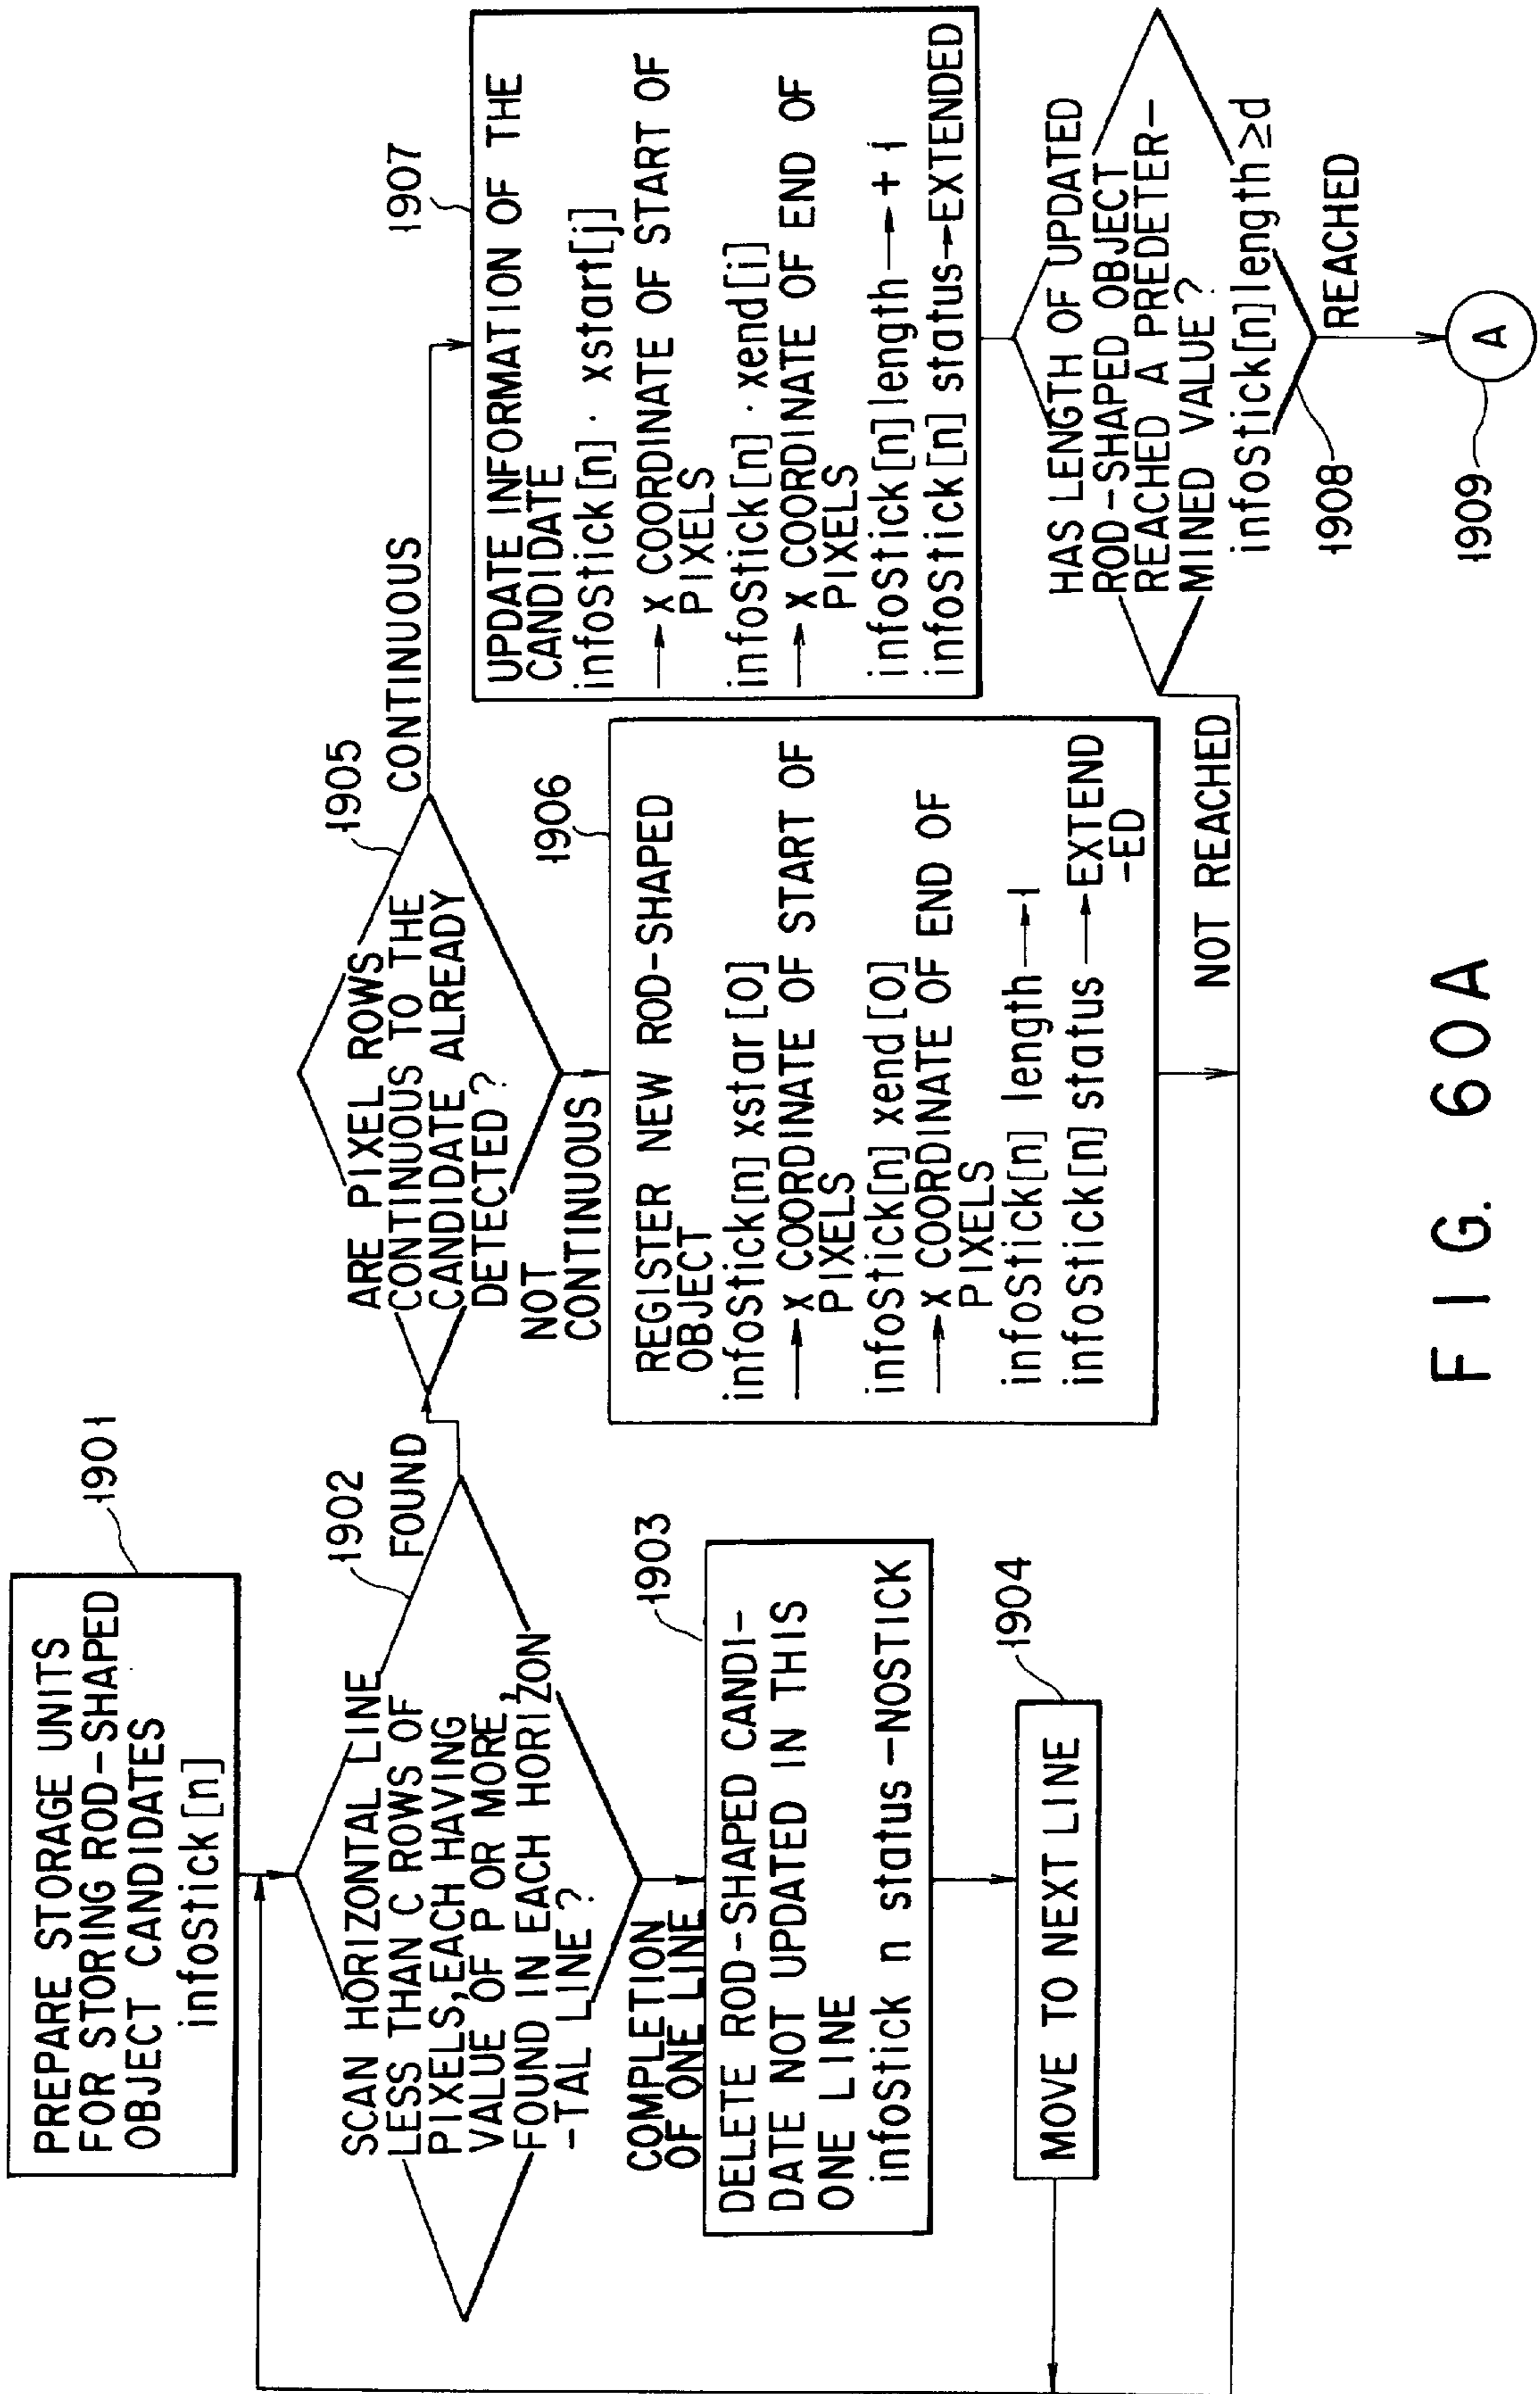 PREPARE STORAGE UNITS
FOR STORING ROD-SHAPED
OBJECT CANDIDATES
infoStick[n]
1901
SCAN HORIZONTAL LINE
LESS THAN C ROWS OF
PIXELS, EACH HAVING
VALUE OF P OR MORE,
FOUND IN EACH HORIZON
-TAL LINE?
1902
FOUND
COMPLETION
OF ONE LINE
1903
DELETE ROD-SHAPED CANDI-
DATE NOT UPDATED IN THIS
ONE LINE
infoStick n status —NOSTICK
1904
MOVE TO NEXT LINE
1905
ARE PIXEL ROWS
CONTINUOUS TO THE
CANDIDATE ALREADY
DETECTED?
CONTINUOUS
NOT
CONTINUOUS
1906
REGISTER NEW ROD-SHAPED
OBJECT
infoStick[n] xstar[0]
→ X COORDINATE OF START OF
PIXELS
infoStick[n] xend[0]
→ X COORDINATE OF END OF
PIXELS
infoStick[n] length→1
infoStick[n] status→EXTEND
-ED
1907
UPDATE INFORMATION OF THE
CANDIDATE
infoStick[n]·xstart[j]
→ X COORDINATE OF START OF
PIXELS
infoStick[n]·xend[i]
→ X COORDINATE OF END OF
PIXELS
infoStick[n]length→+i
infoStick[n] status→EXTENDED
HAS LENGTH OF UPDATED
ROD-SHAPED OBJECT
REACHED A PREDETER-
MINED VALUE?
infoStick[n]length≥d
1908
NOT REACHED
REACHED
A
1909
FIG. 60A